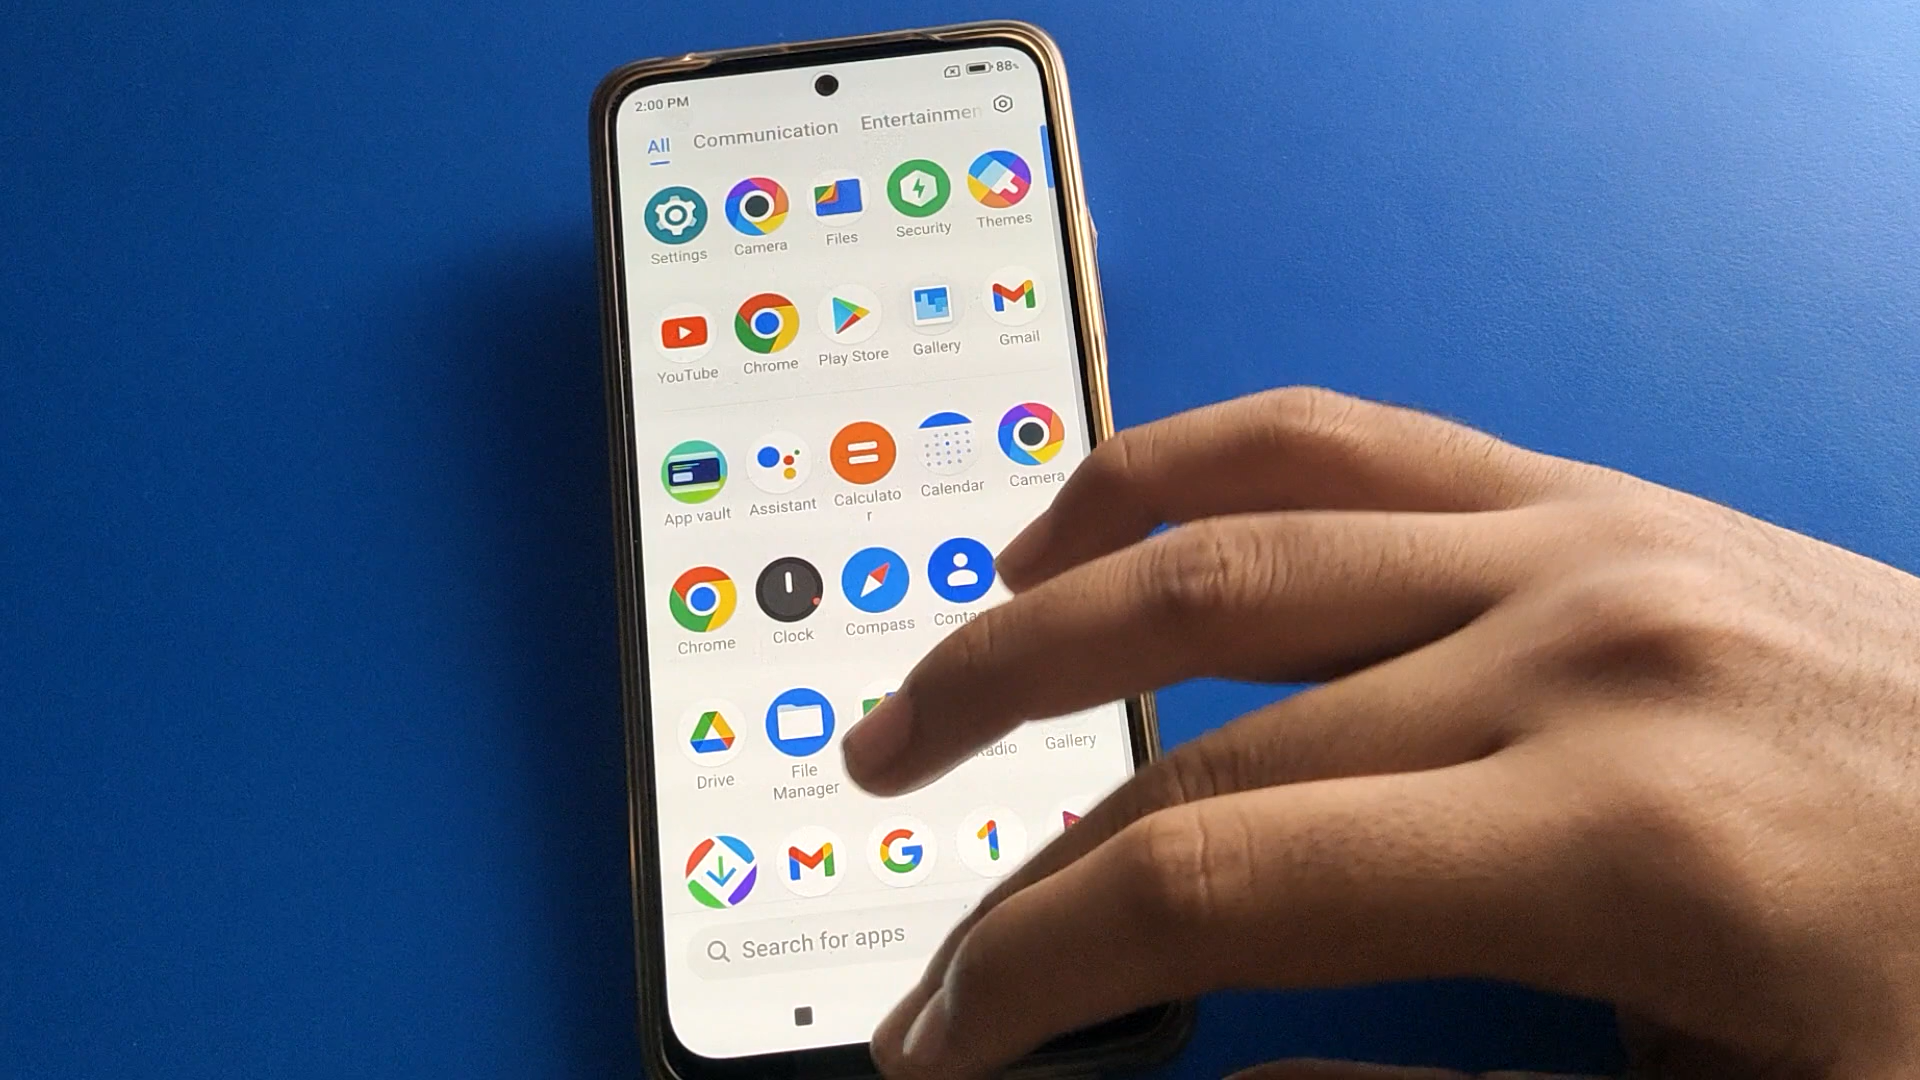 2:00 PM 88%
All Communication Entertainmen
Settings Camera Files Security Themes
YouTube Chrome Play Store Gallery Gmail
App vault Assistant Calculato Calendar Camera
r
Chrome Clock Compass Conta
Drive File Radio Gallery
Manager
Search for apps